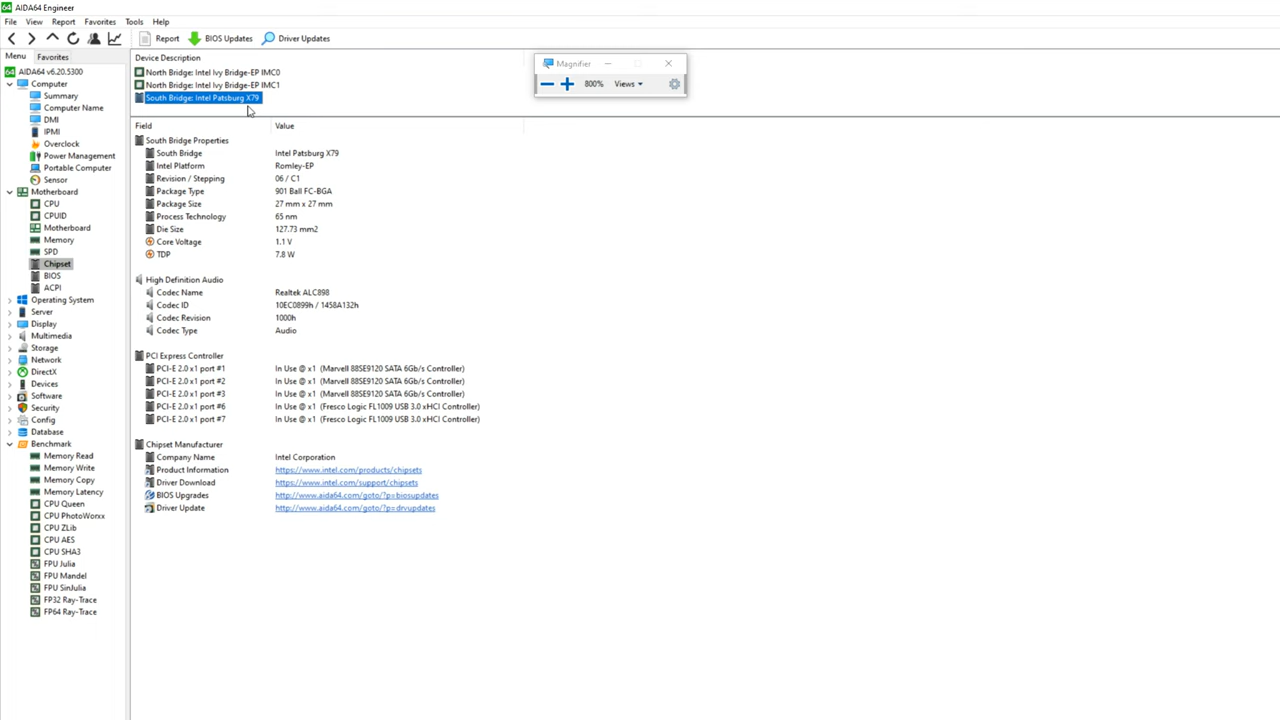 AIDA64 Engineer
File View Report Favorites Tools Help
Report BIOS Updates Driver Updates
Menu Favorites
AIDA64 v6.20.5300
Computer
Summary
Computer Name
DMI
IPMI
Overclock
Power Management
Portable Computer
Sensor
Motherboard
CPU
CPUID
Motherboard
Memory
SPD
Chipset
BIOS
ACPI
Operating System
Server
Display
Multimedia
Storage
Network
DirectX
Devices
Software
Security
Config
Database
Benchmark
Memory Read
Memory Write
Memory Copy
Memory Latency
CPU Queen
CPU PhotoWorxx
CPU ZLib
CPU AES
CPU SHA3
FPU Julia
FPU Mandel
FPU SinJulia
FP32 Ray-Trace
FP64 Ray-Trace
Device Description
North Bridge: Intel Ivy Bridge-EP IMC0
North Bridge: Intel Ivy Bridge-EP IMC1
South Bridge: Intel Patsburg X79
Magnifier
800% Views
Field Value
South Bridge Properties
South Bridge Intel Patsburg X79
Intel Platform Romley-EP
Revision / Stepping 06 / C1
Package Type 901 Ball FC-BGA
Package Size 27 mm x 27 mm
Process Technology 65 nm
Die Size 127.73 mm2
Core Voltage 1.1 V
TDP 7.8 W
High Definition Audio
Codec Name Realtek ALC898
Codec ID 10EC0899h / 1458A132h
Codec Revision 1000h
Codec Type Audio
PCI Express Controller
PCI-E 2.0 x1 port #1 In Use @ x1 (Marvell 88SE9120 SATA 6Gb/s Controller)
PCI-E 2.0 x1 port #2 In Use @ x1 (Marvell 88SE9120 SATA 6Gb/s Controller)
PCI-E 2.0 x1 port #3 In Use @ x1 (Marvell 88SE9120 SATA 6Gb/s Controller)
PCI-E 2.0 x1 port #6 In Use @ x1 (Fresco Logic FL1009 USB 3.0 xHCI Controller)
PCI-E 2.0 x1 port #7 In Use @ x1 (Fresco Logic FL1009 USB 3.0 xHCI Controller)
Chipset Manufacturer
Company Name Intel Corporation
Product Information https://www.intel.com/products/chipsets
Driver Download https://www.intel.com/support/chipsets
BIOS Upgrades http://www.aida64.com/goto/?p=biosupdates
Driver Update http://www.aida64.com/goto/?p=drvupdates